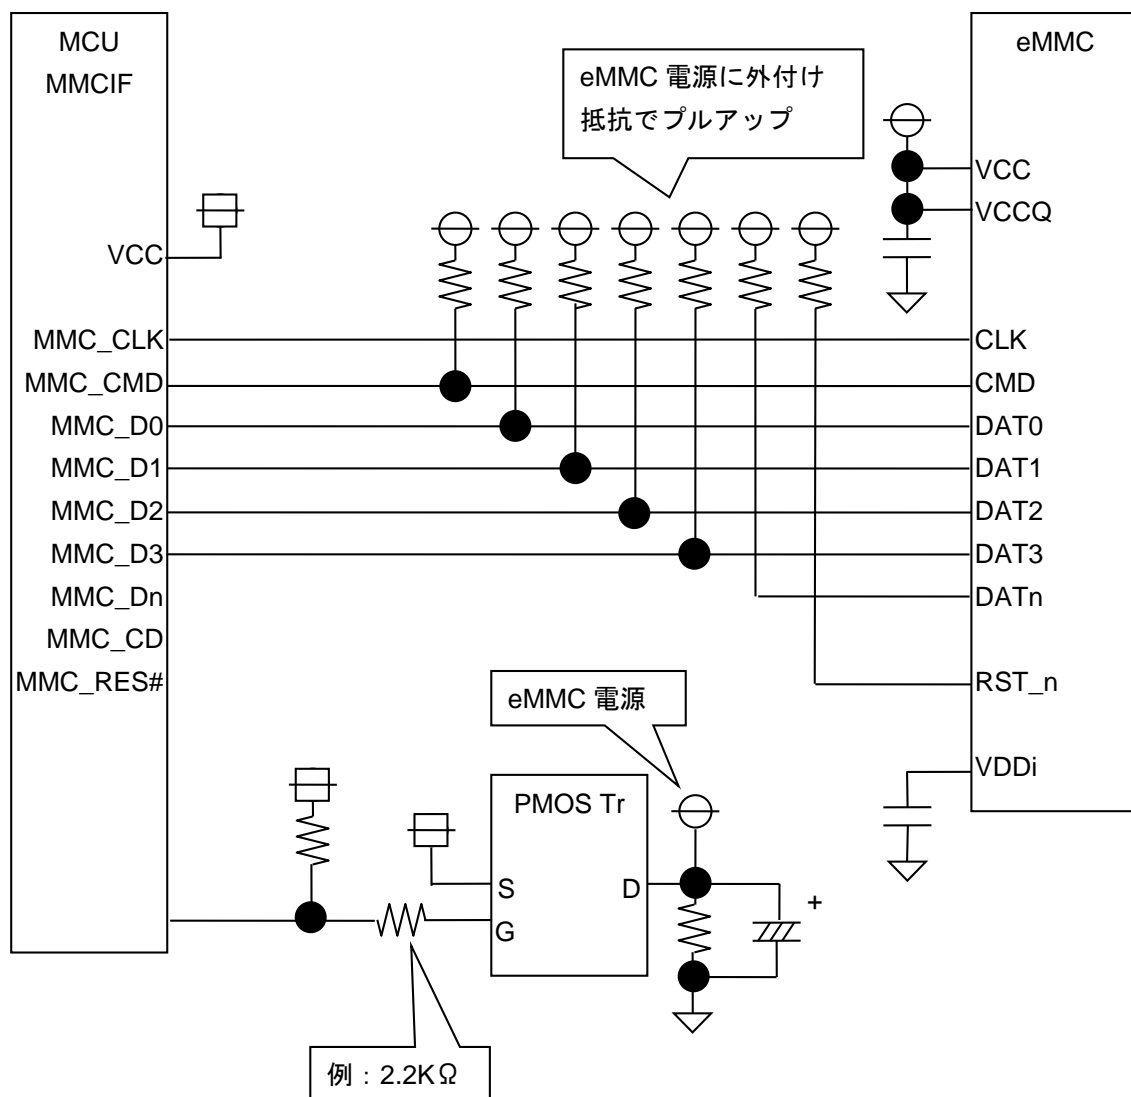 MCU
MMCIF
eMMC 電源に外付け
抵抗でプルアップ
eMMC
VCC
VCCQ
VCC
MMC_CLK
MMC_CMD
MMC_D0
MMC_D1
MMC_D2
MMC_D3
MMC_Dn
MMC_CD
MMC_RES#
CLK
CMD
DAT0
DAT1
DAT2
DAT3
DATn
RST_n
VDDi
eMMC 電源
PMOS Tr
S
G
D
+
例：2.2KΩ